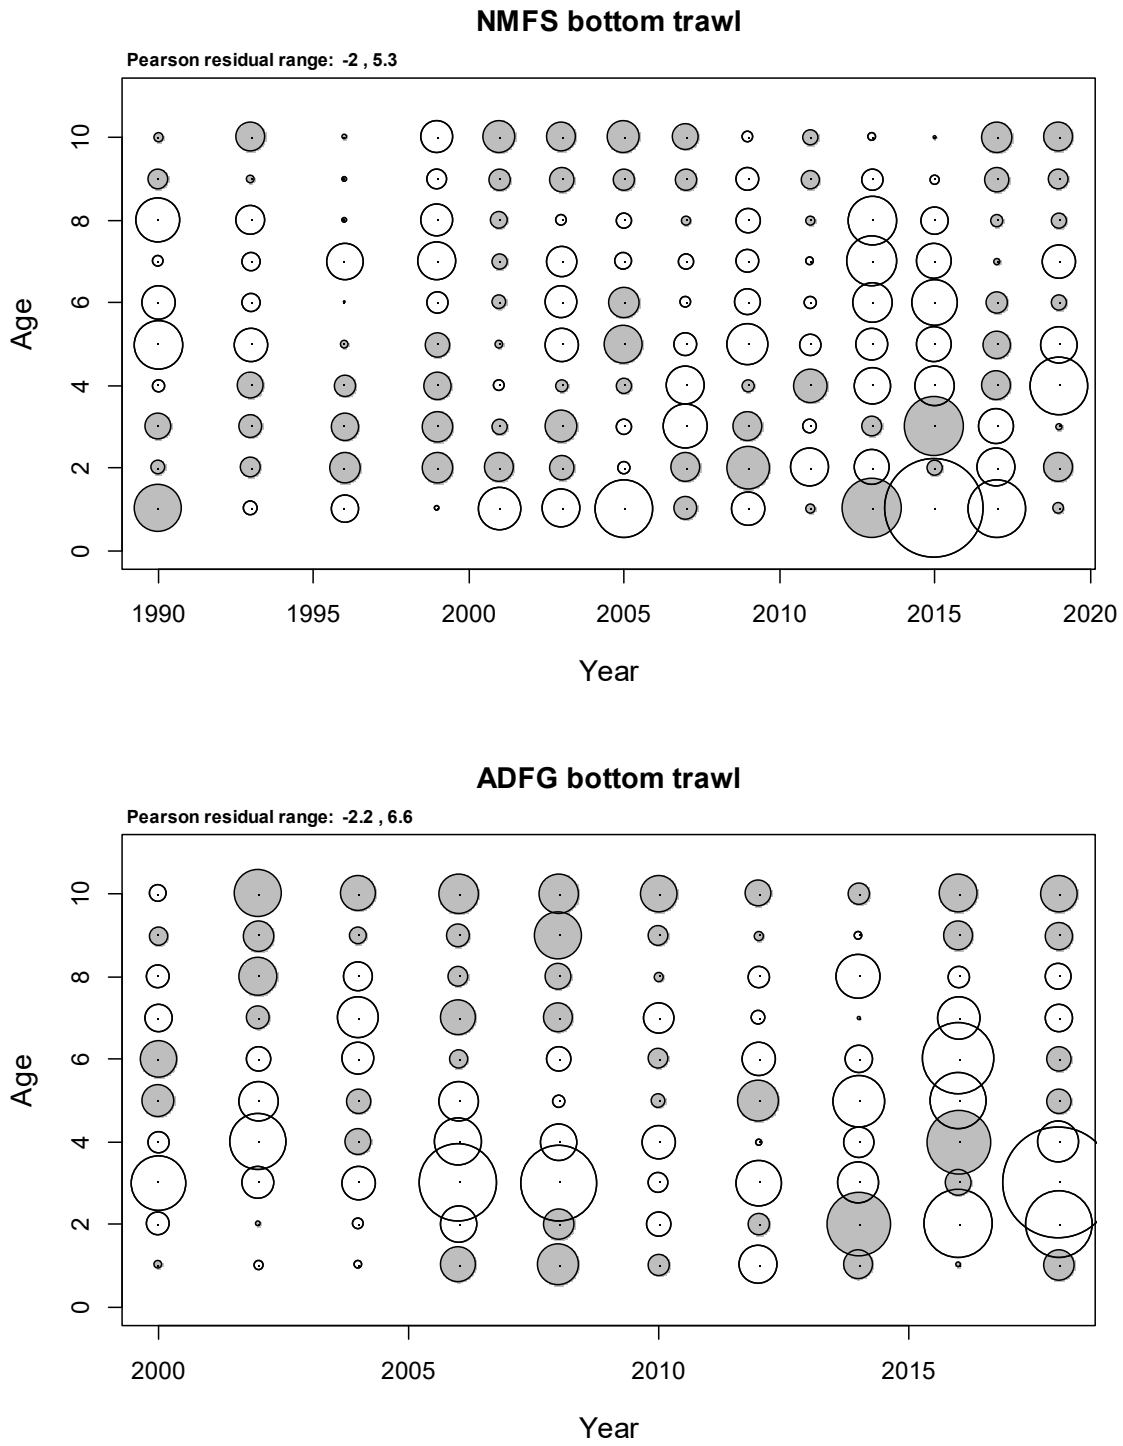 NMFS bottom trawl
Pearson residual range: -2 , 5.3
10
8
6
4
2
0
Age
1990 1995 2000 2005 2010 2015 2020
Year
ADFG bottom trawl
Pearson residual range: -2.2 , 6.6
10
8
6
4
2
0
Age
2000 2005 2010 2015
Year